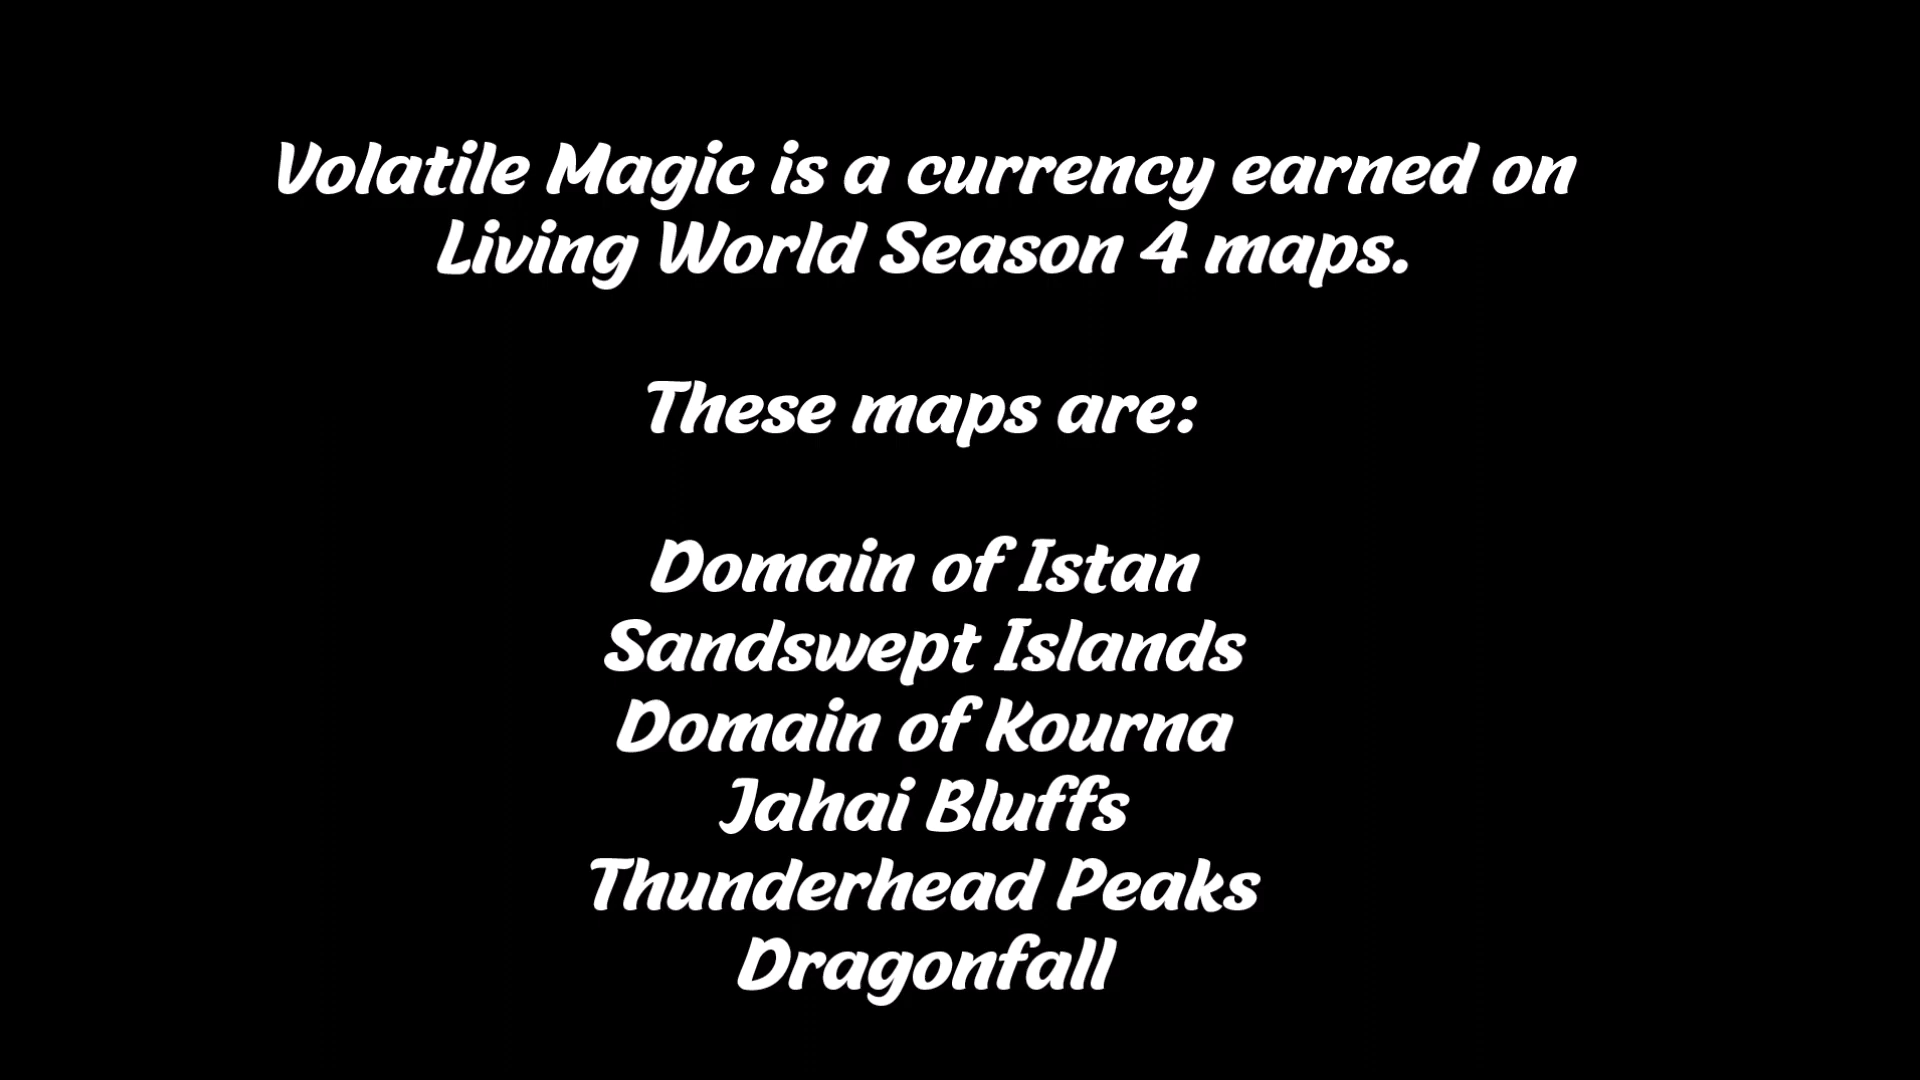 Volatile Magic is a currency earned on
Living World Season 4 maps.
These maps are:
Domain of Istan
Sandswept Islands
Domain of Kourna
Jahai Bluffs
Thunderhead Peaks
Dragonfall